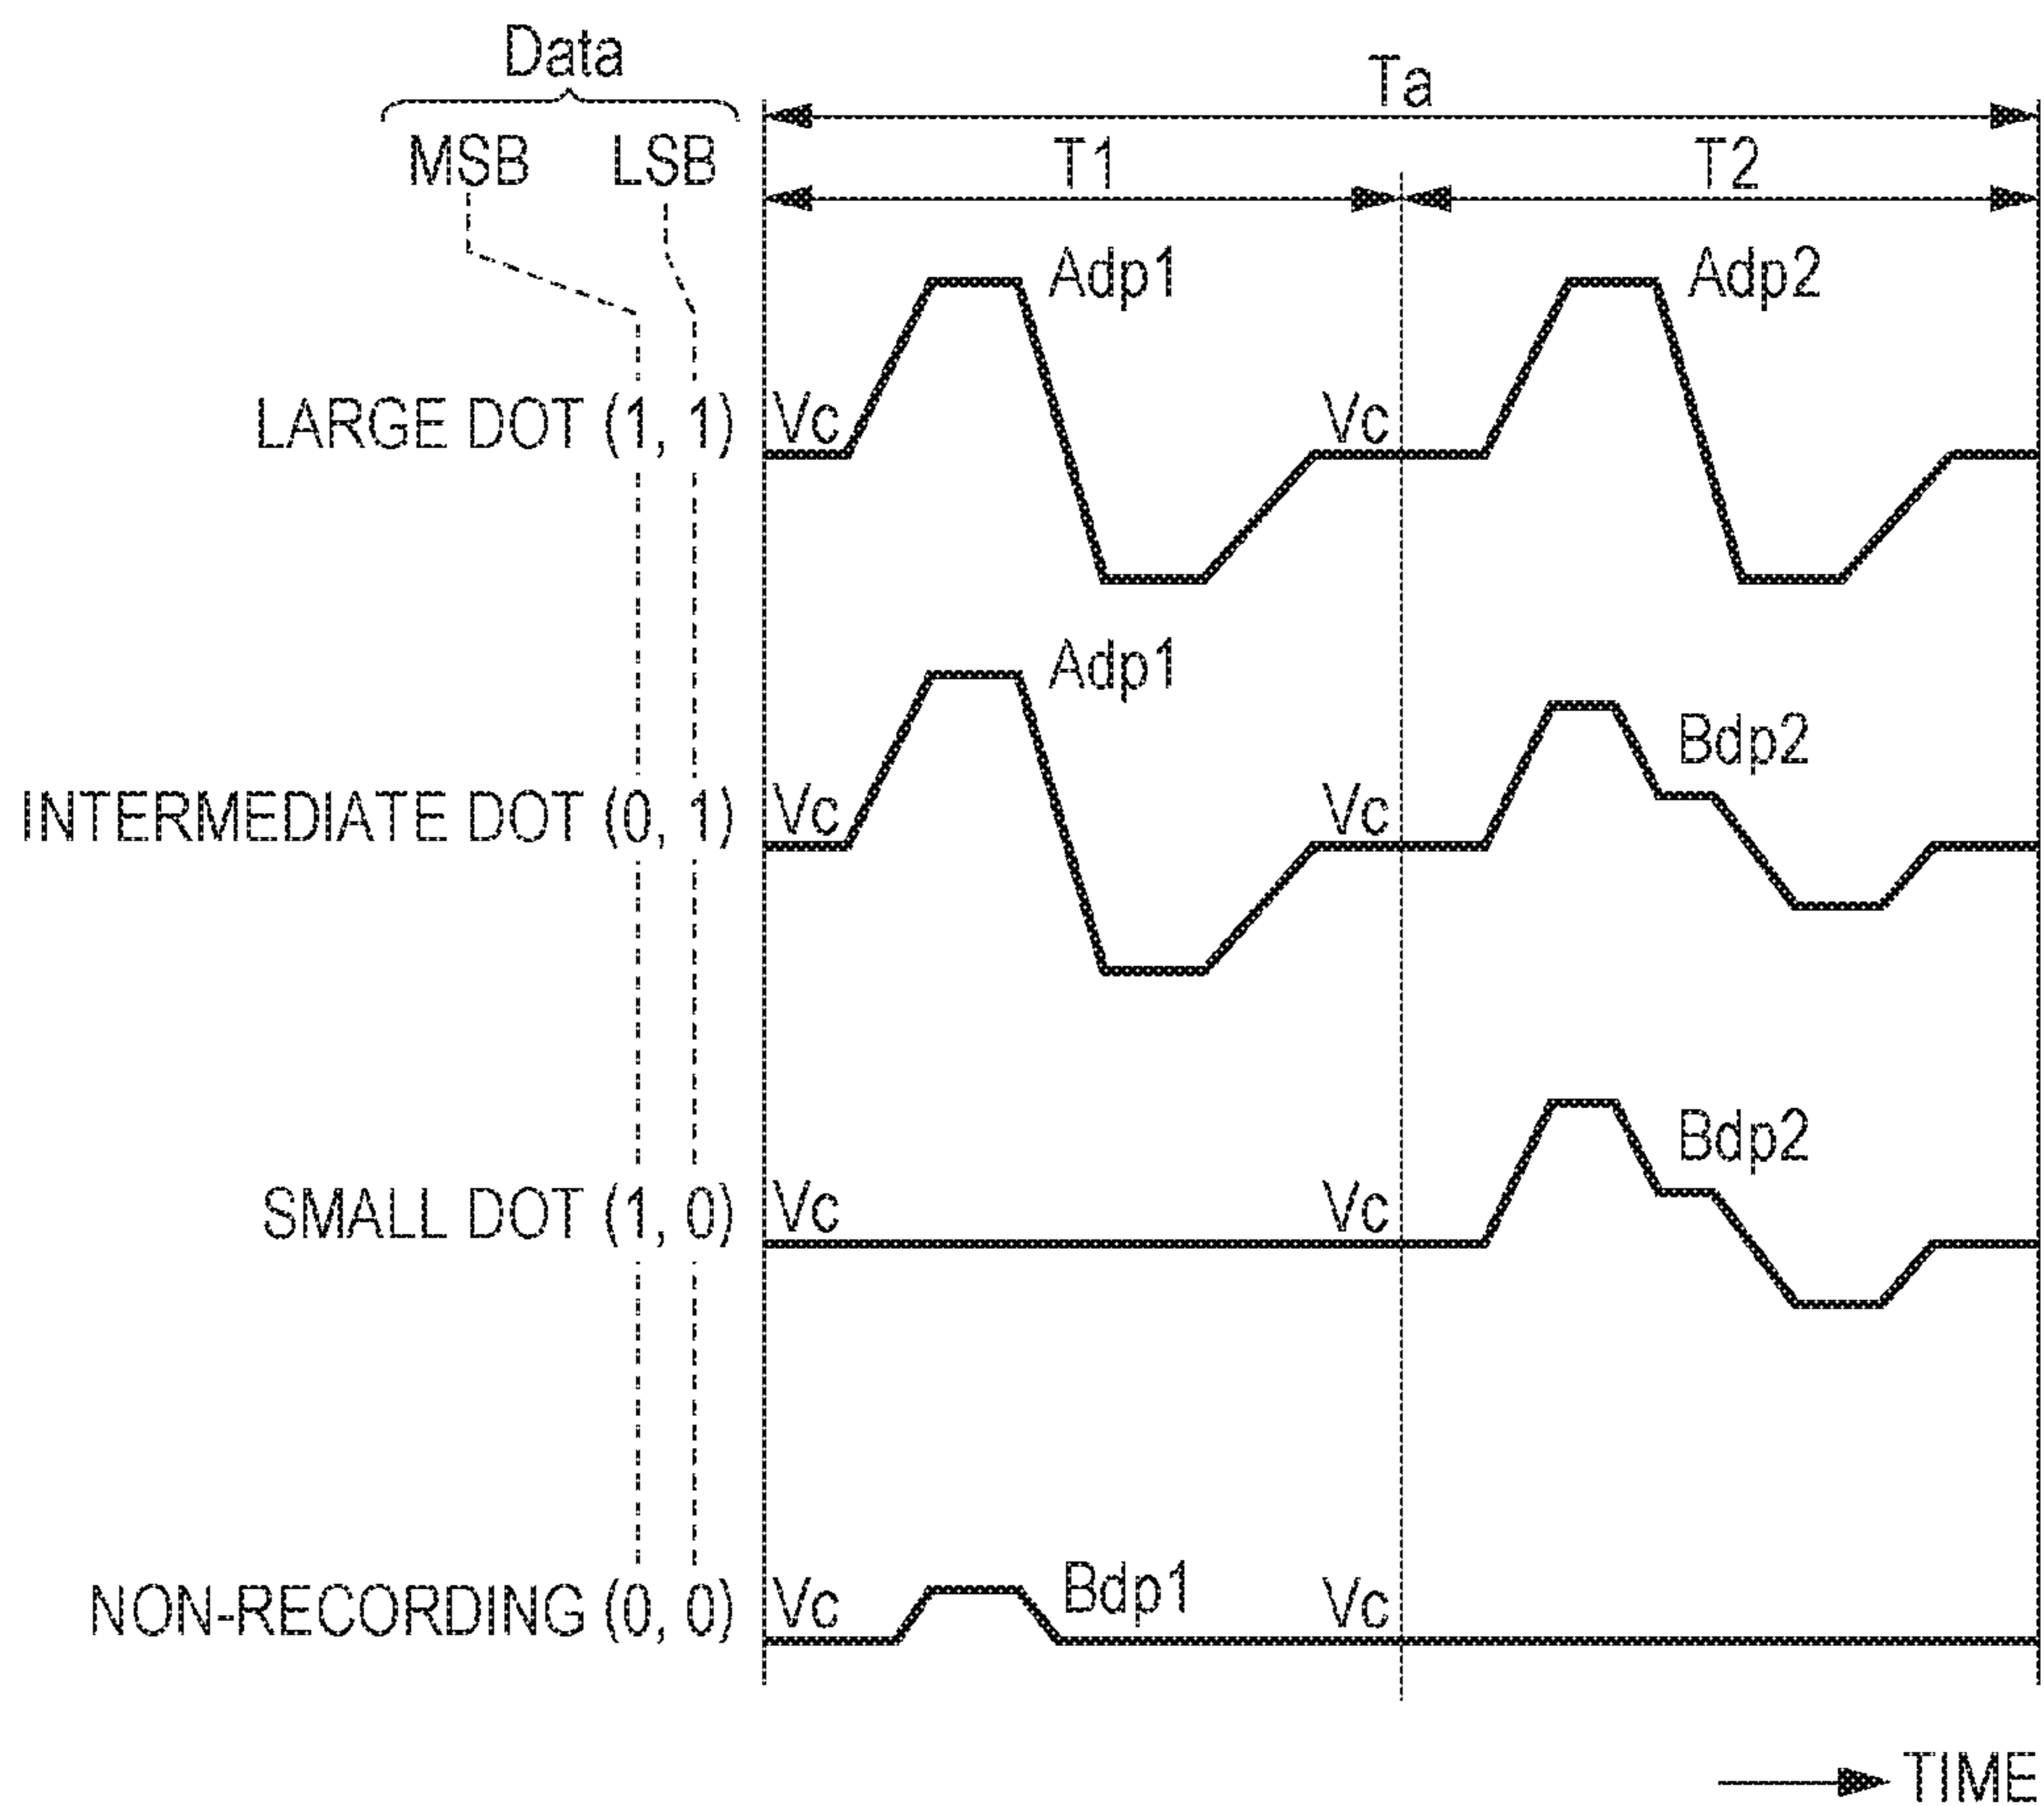 Data
Ta
MSB LSB
T1 T2
Adp1 Adp2
LARGE DOT (1, 1) Vc Vc
Adp1
Bdp2
INTERMEDIATE DOT (0, 1) Vc Vc
Bdp2
SMALL DOT (1, 0) Vc Vc
Bdp1
NON-RECORDING (0, 0) Vc Vc
TIME